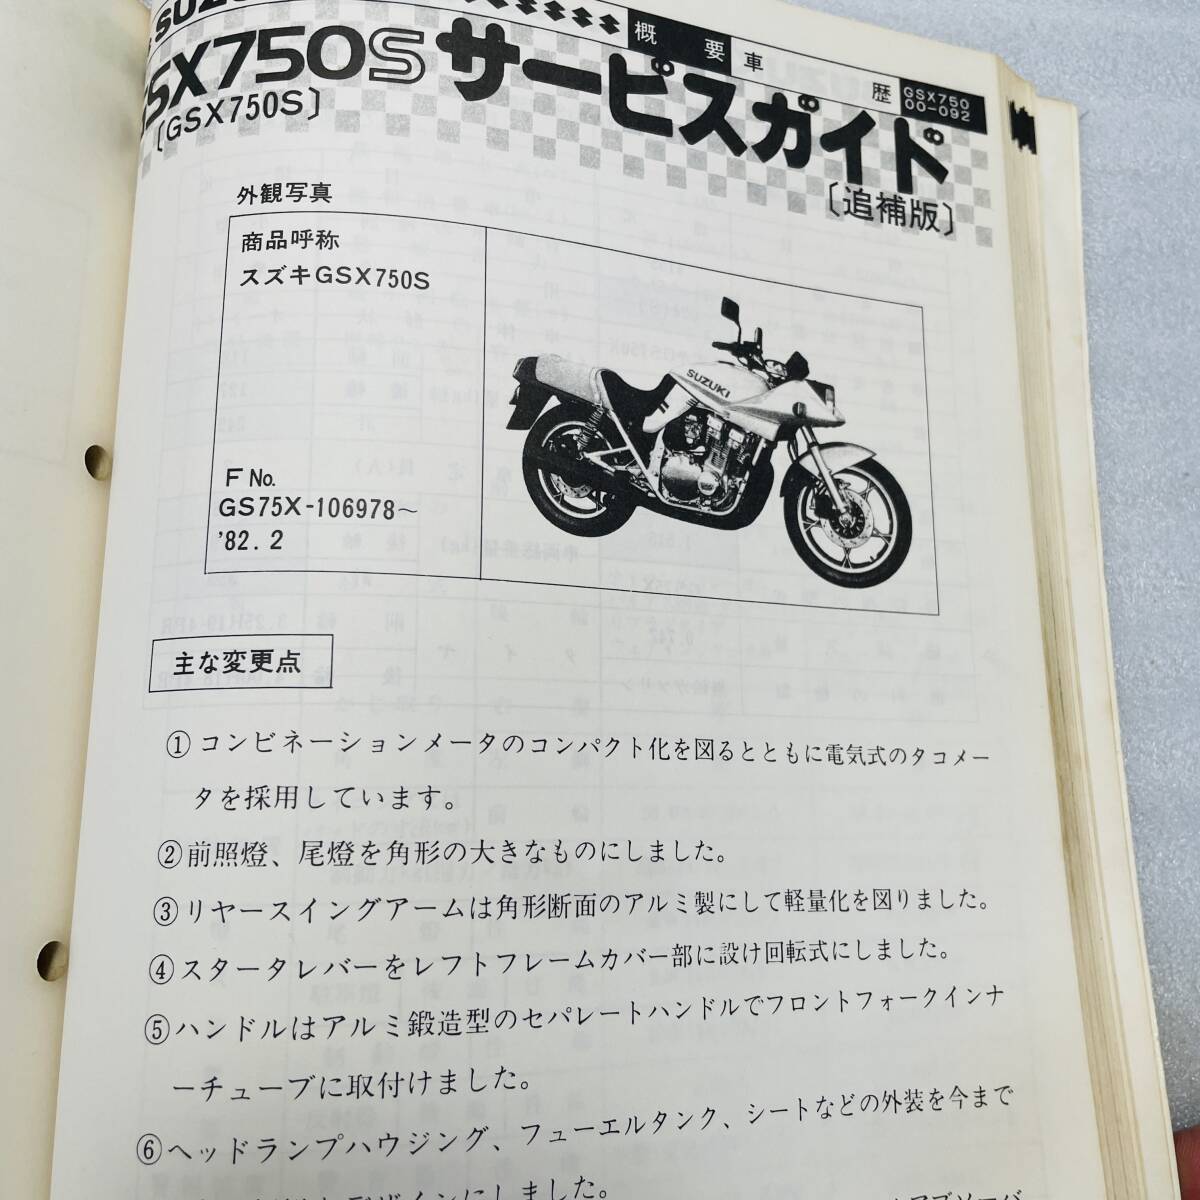 SUZU
概要
車歴
GSX750
00-092
GSX750S サービスガイド
〔GSX750S〕
〔追補版〕
外観写真
商品呼称
スズキGSX750S
SUZUKI
F No.
GS75X-106978～
'82.2
主な変更点
① コンビネーションメータのコンパクト化を図るとともに電気式のタコメー
タを採用しています。
② 前照燈、尾燈を角形の大きなものにしました。
③ リヤースイングアームは角形断面のアルミ製にして軽量化を図りました。
④ スタータレバーをレフトフレームカバー部に設け回転式にしました。
⑤ ハンドルはアルミ鍛造型のセパレートハンドルでフロントフォークインナ
ーチューブに取付けました。
⑥ ヘッドランプハウジング、フューエルタンク、シートなどの外装を今まで
デザインにしました。